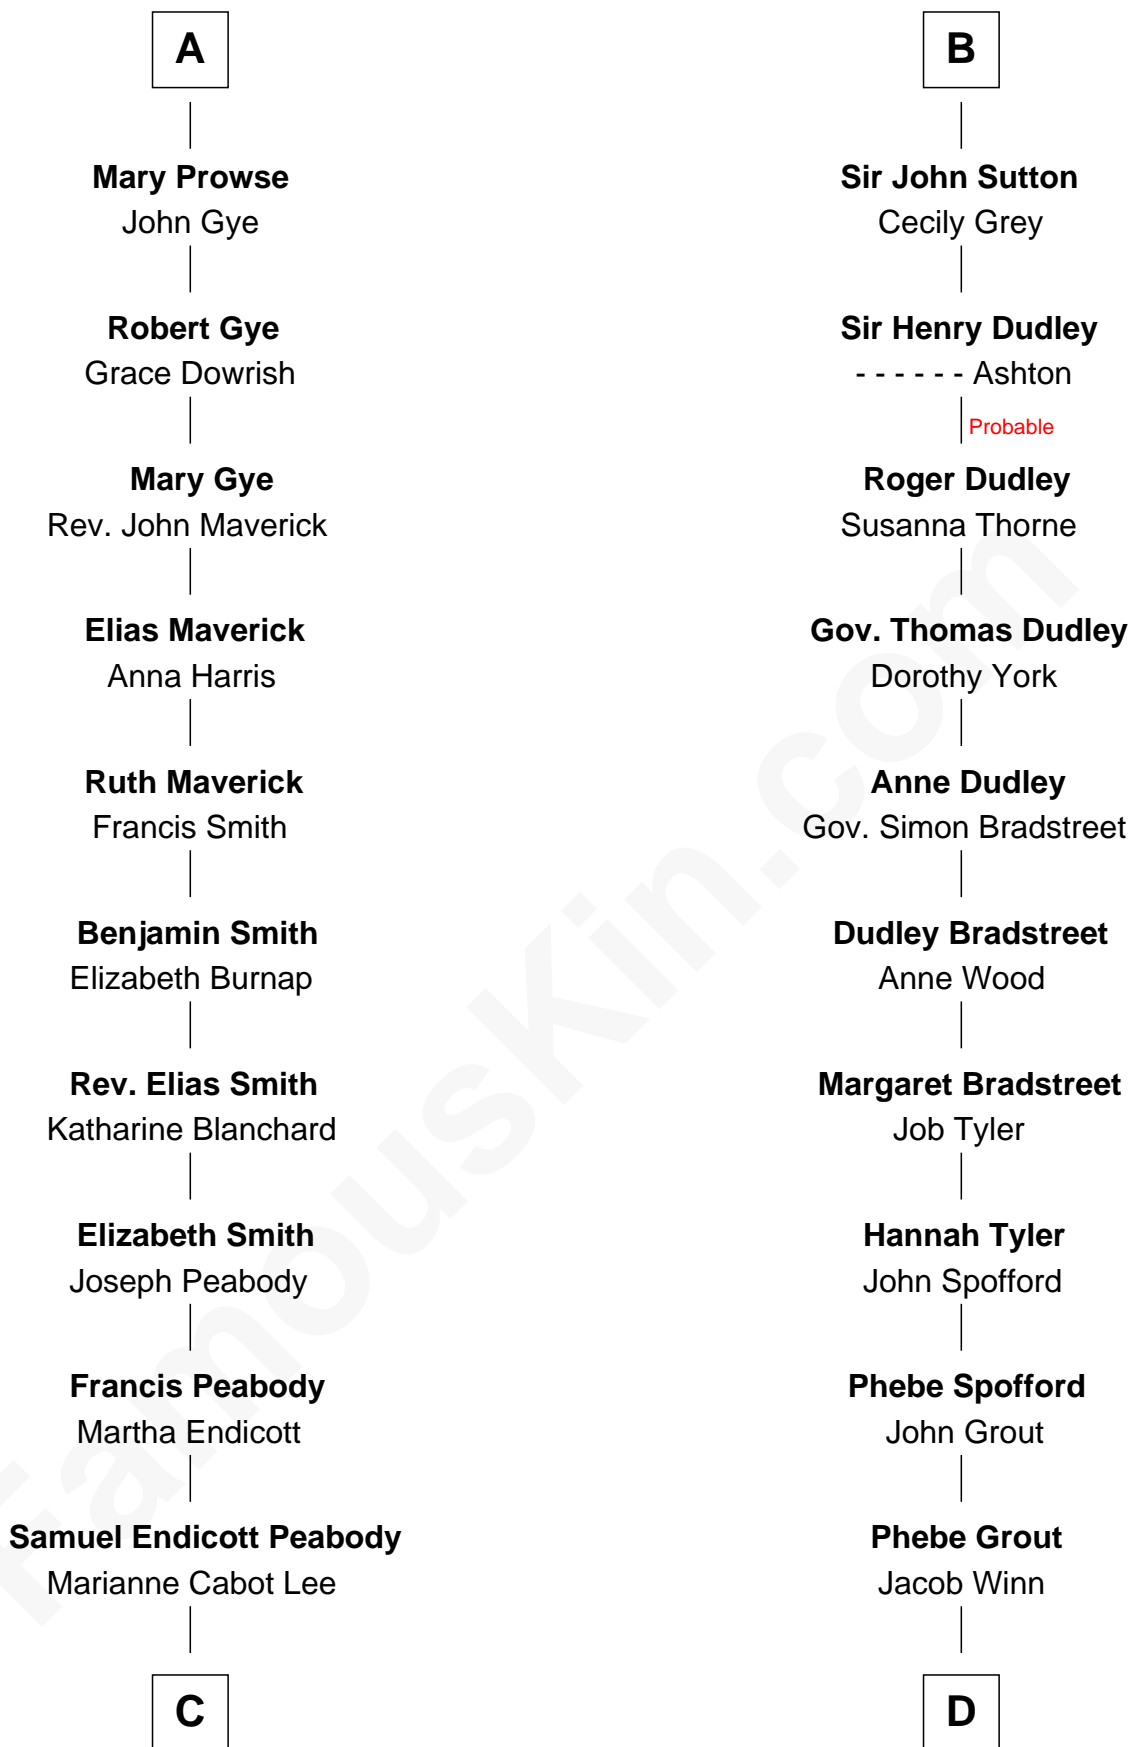 A
Mary Prowse
John Gye
Robert Gye
Grace Dowrish
Mary Gye
Rev. John Maverick
Elias Maverick
Anna Harris
Ruth Maverick
Francis Smith
Benjamin Smith
Elizabeth Burnap
Rev. Elias Smith
Katharine Blanchard
Elizabeth Smith
Joseph Peabody
Francis Peabody
Martha Endicott
Samuel Endicott Peabody
Marianne Cabot Lee
C
B
Sir John Sutton
Cecily Grey
Sir Henry Dudley
- - - - - - Ashton
Probable
Roger Dudley
Susanna Thorne
Gov. Thomas Dudley
Dorothy York
Anne Dudley
Gov. Simon Bradstreet
Dudley Bradstreet
Anne Wood
Margaret Bradstreet
Job Tyler
Hannah Tyler
John Spofford
Phebe Spofford
John Grout
Phebe Grout
Jacob Winn
D
FamousKin.com